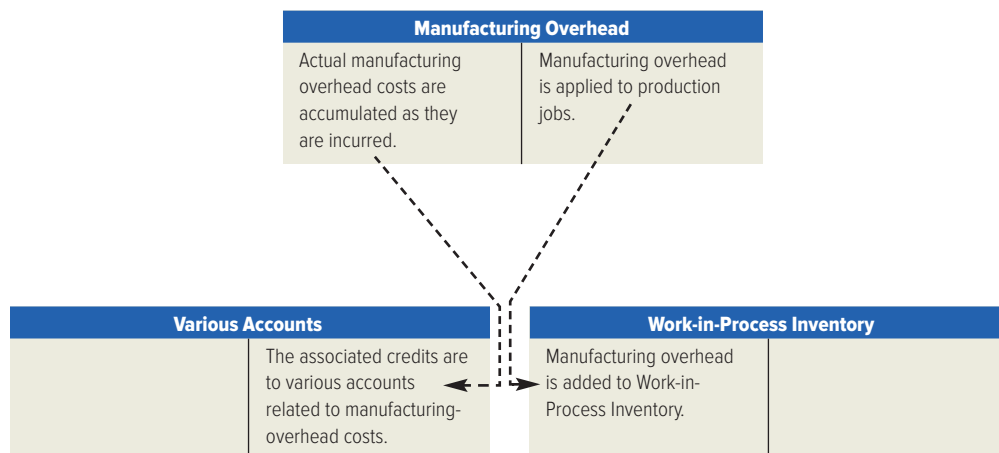 Manufacturing Overhead
Actual manufacturing
overhead costs are
accumulated as they
are incurred.
Manufacturing overhead
is applied to production
jobs.
Various Accounts
The associated credits are
to various accounts
related to manufacturing-
overhead costs.
Work-in-Process Inventory
Manufacturing overhead
is added to Work-in-
Process Inventory.